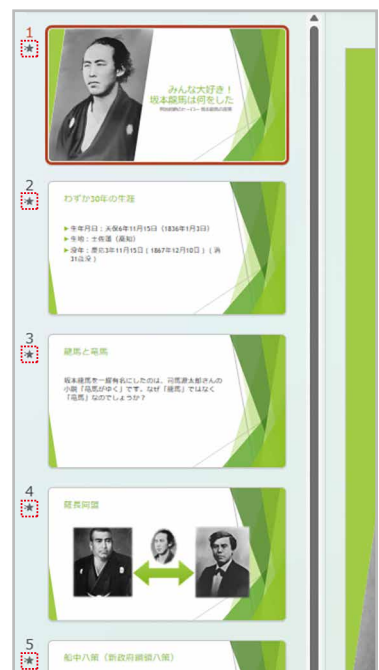 1
みんな大好き！
坂本龍馬は何をした
2
わずか30年の生涯
▶生年月日：天保6年11月15日（1836年1月3日）
▶生地：土佐藩（高知）
▶没年：慶応3年11月15日（1867年12月10日）（満
31歳没）
3
龍馬と竜馬
坂本龍馬を一躍有名にしたのは、司馬遼太郎さんの
小説「竜馬がゆく」です。なぜ「龍馬」ではなく
「竜馬」なのでしょうか？
4
薩長同盟
5
船中八策（新政府綱領八策）